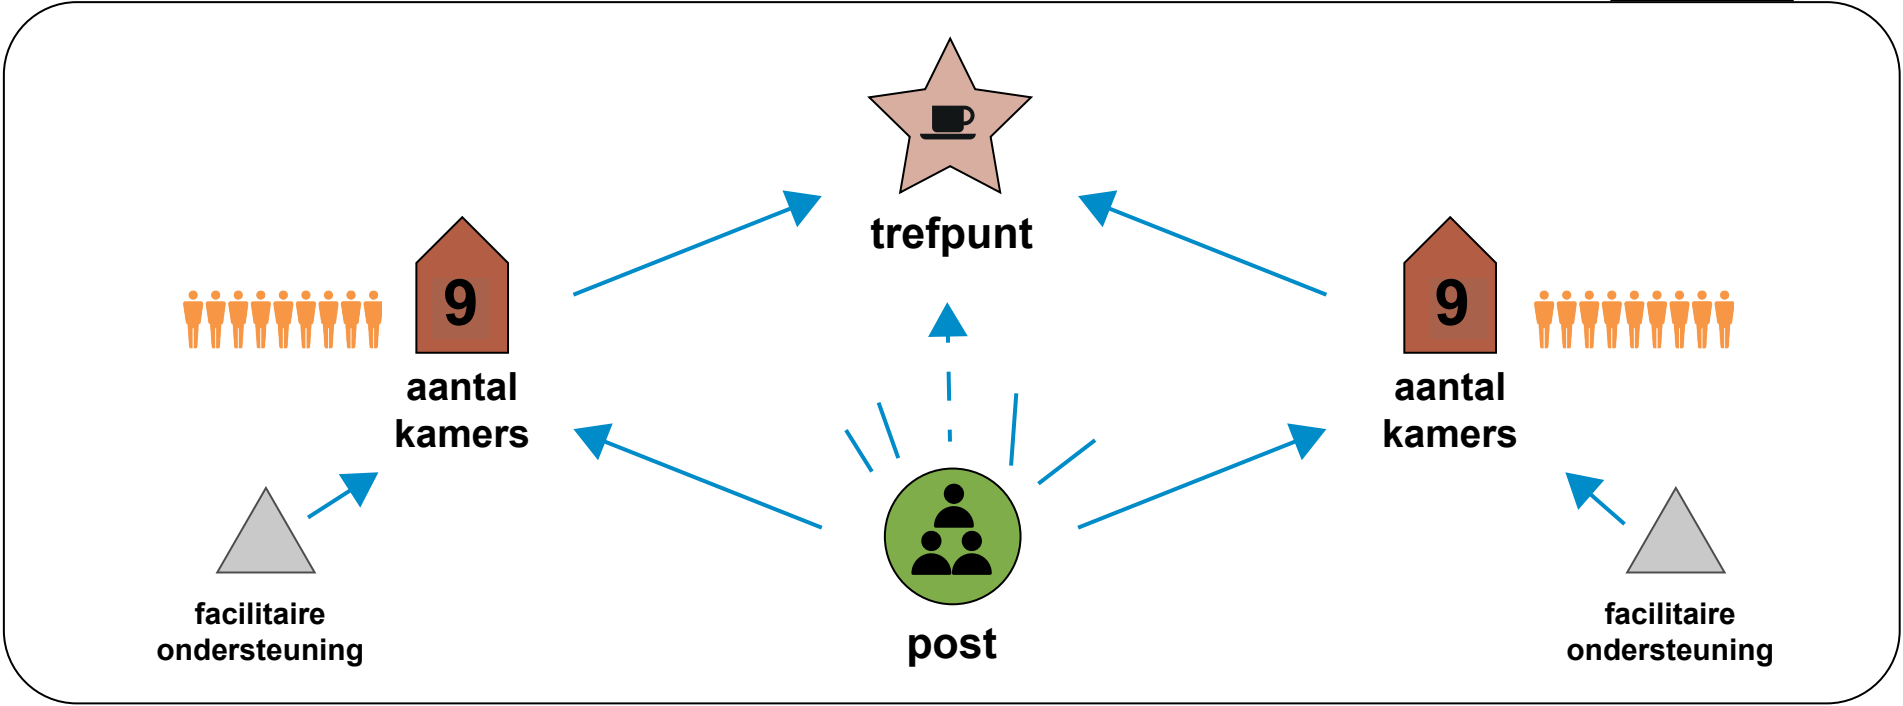 trefpunt
9
aantal
kamers
9
aantal
kamers
facilitaire
ondersteuning
post
facilitaire
ondersteuning